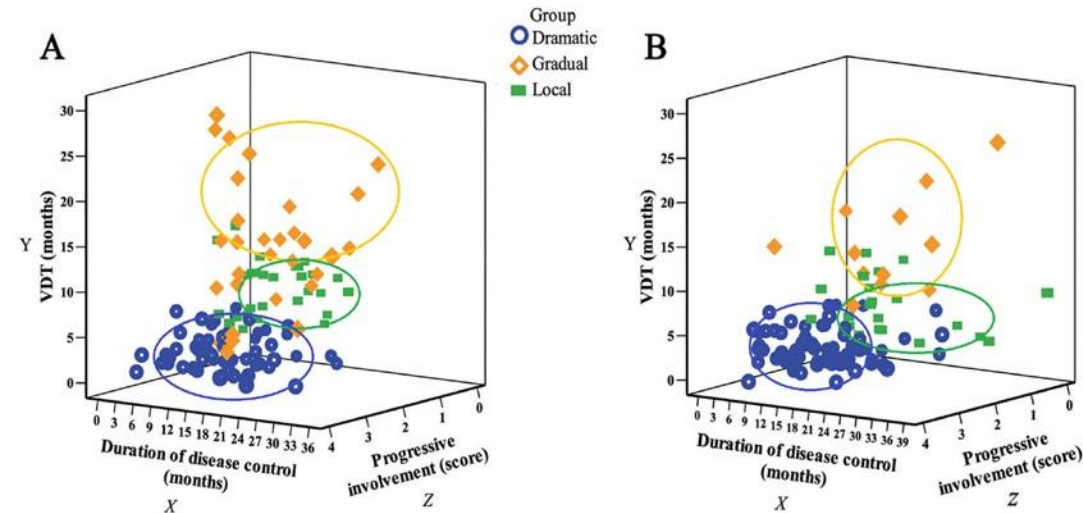 A
Group
Dramatic
Gradual
Local
B
30
25
20
15
10
5
0
Y
VDT (months)
0 3 6 9 12 15 18 21 24 27 30 33 36
4 3 2 1 0
Duration of disease control
(months)
X
Progressive
involvement (score)
Z
30
25
20
15
10
5
0
Y
VDT (months)
0 3 6 9 12 15 18 21 24 27 30 33 36 39
4 3 2 1 0
Duration of disease control
(months)
X
Progressive
involvement (score)
Z